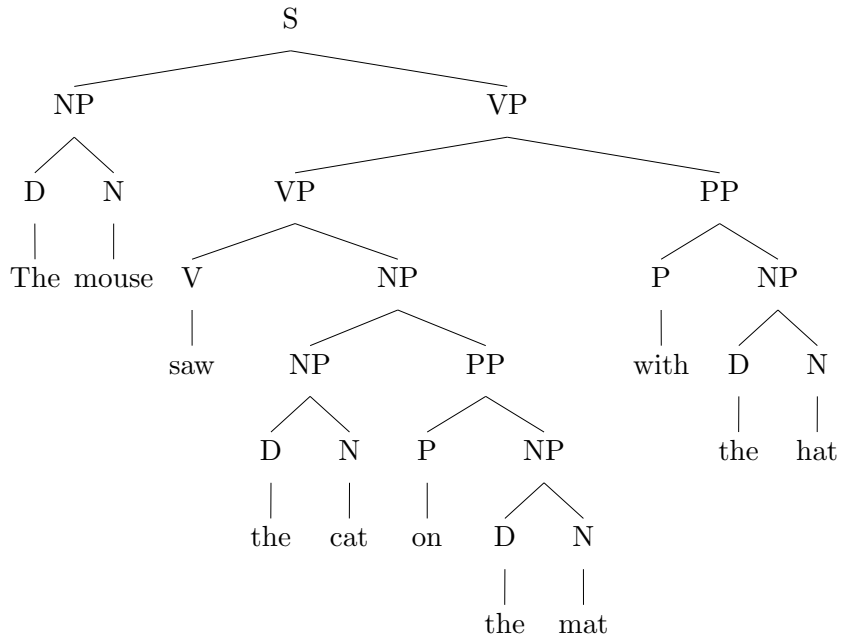 S
NP VP
D N VP PP
The mouse V NP P NP
saw NP PP with D N
D N P NP the hat
the cat on D N
the mat